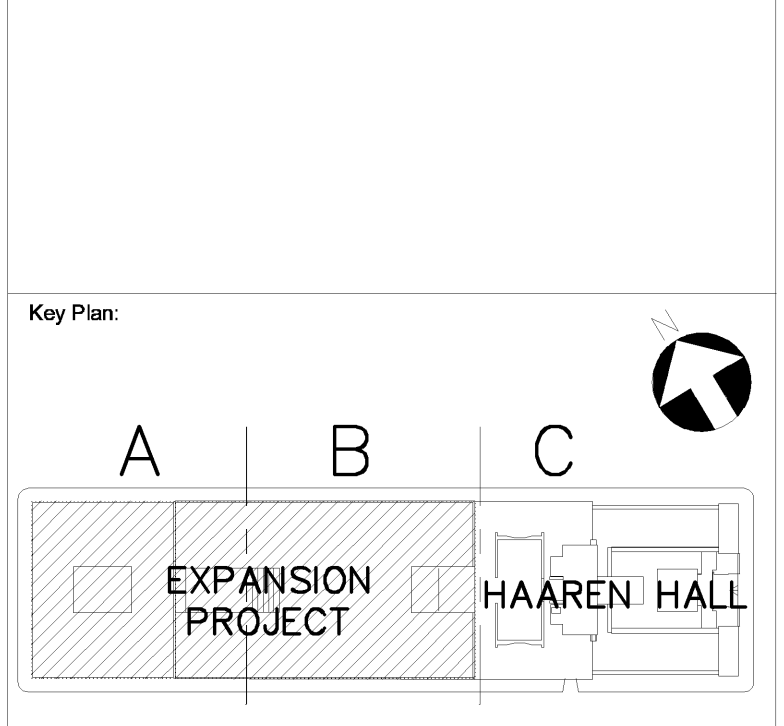 Key Plan:
N
A B C
EXPANSION
PROJECT
HAAREN HALL